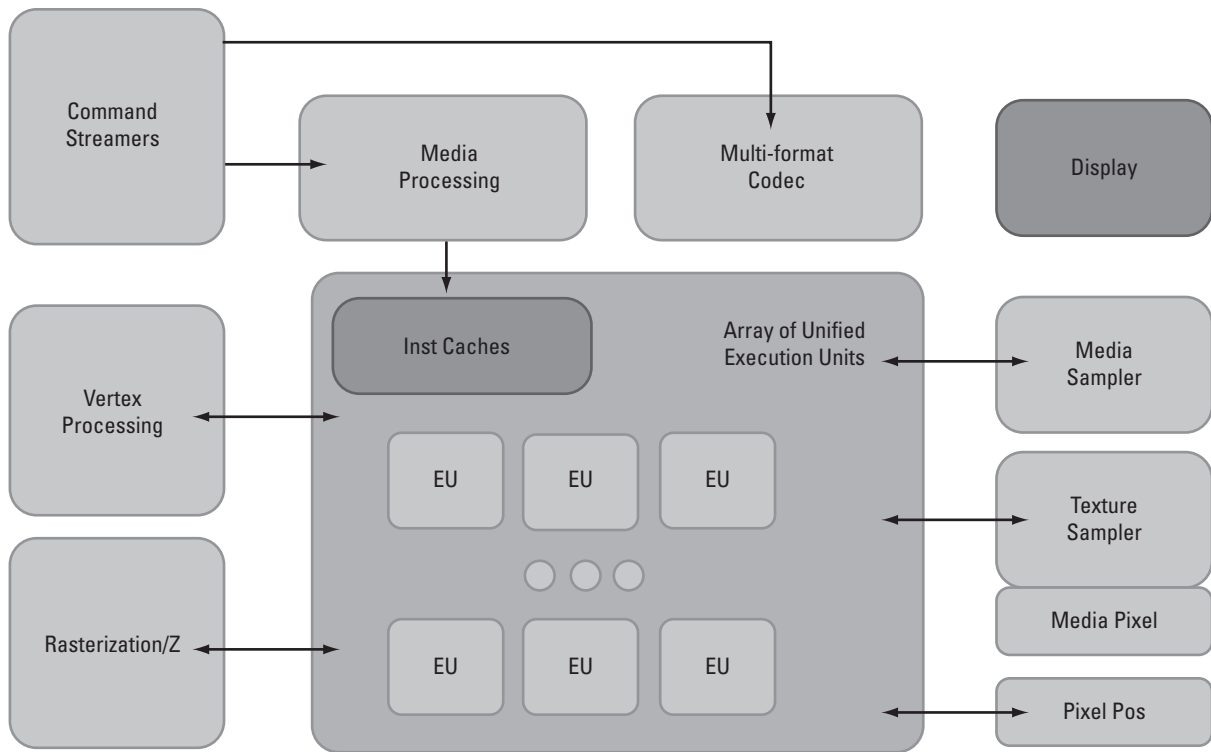 Command
Streamers
Media
Processing
Multi-format
Codec
Display
Inst Caches
Array of Unified
Execution Units
Media
Sampler
Vertex
Processing
EU
EU
EU
Texture
Sampler
Media Pixel
Rasterization/Z
EU
EU
EU
Pixel Pos